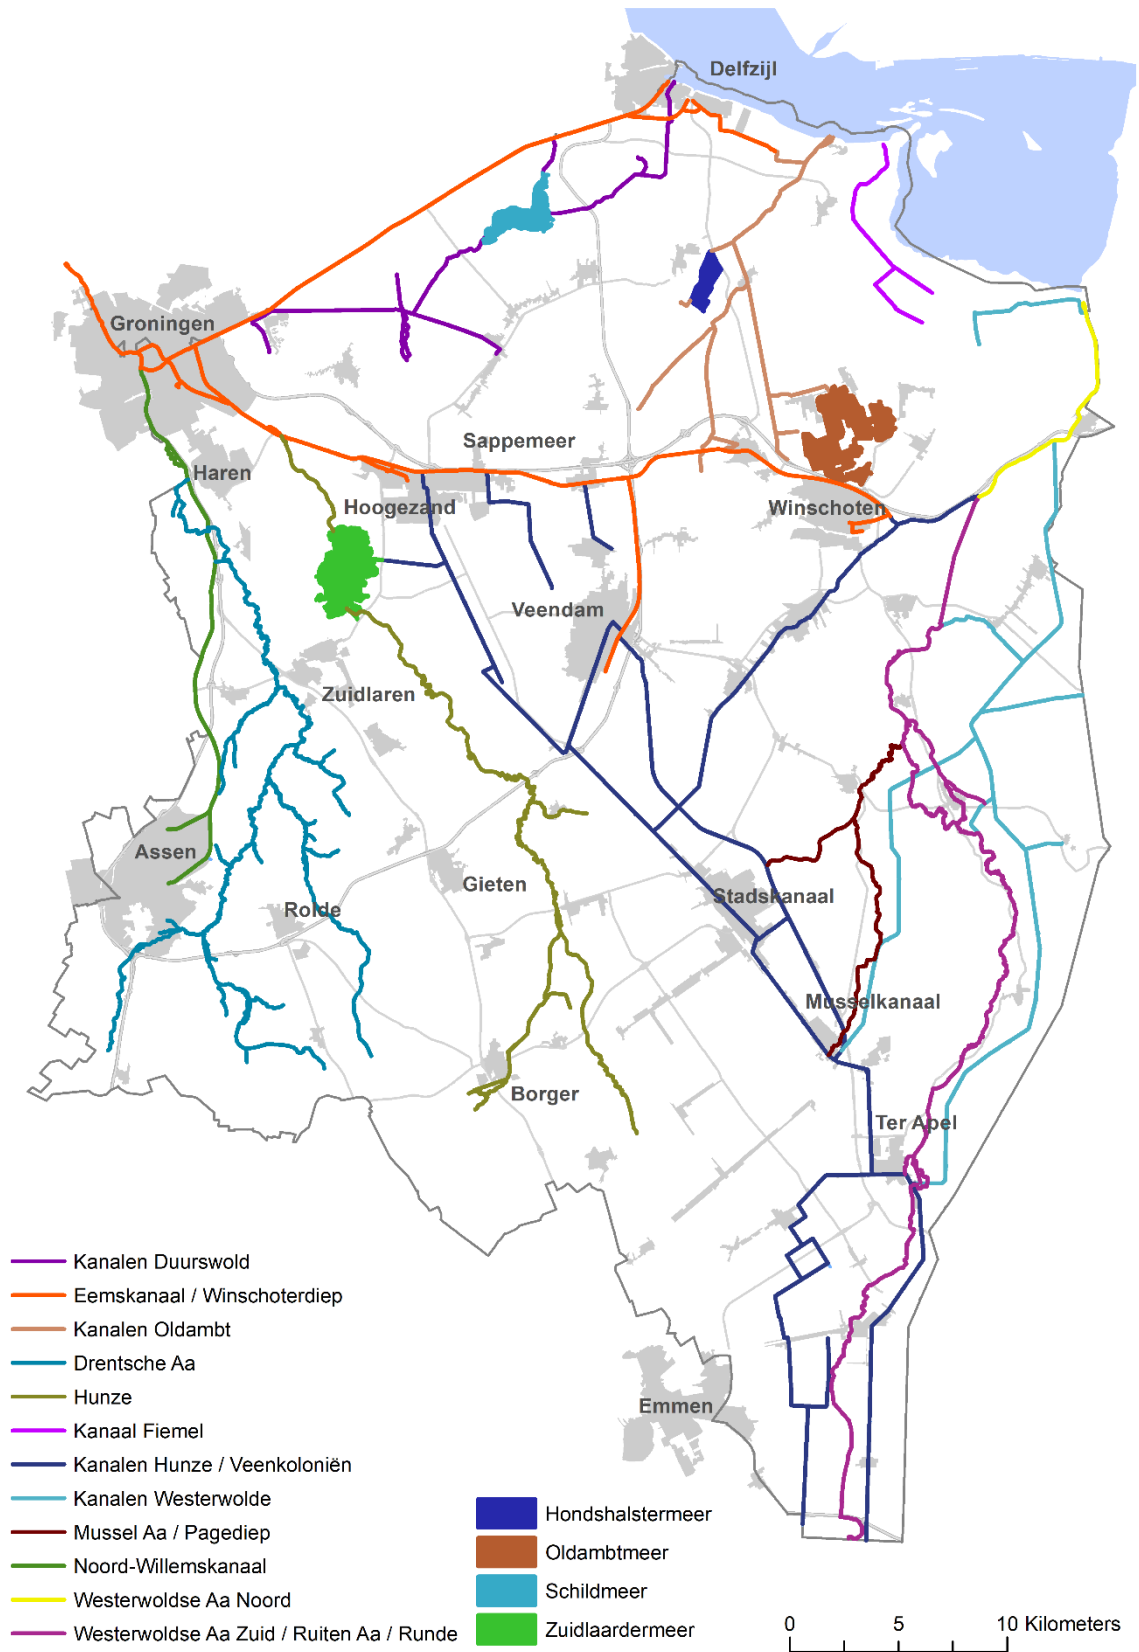 Delfzijl
Groningen
Sappemeer
Haren
Hoogezand
Winschoten
Veendam
Zuidlaren
Assen
Gieten
Stadskanaal
Rolde
Musselkanaal
Borger
Ter Apel
Emmen
Kanalen Duurswold
Eemskanaal / Winschoterdiep
Kanalen Oldambt
Drentsche Aa
Hunze
Kanaal Fiemel
Kanalen Hunze / Veenkoloniën
Kanalen Westerwolde
Mussel Aa / Pagediep
Noord-Willemskanaal
Westerwoldse Aa Noord
Westerwoldse Aa Zuid / Ruiten Aa / Runde
Hondshalstermeer
Oldambtmeer
Schildmeer
Zuidlaardermeer
0 5 10 Kilometers